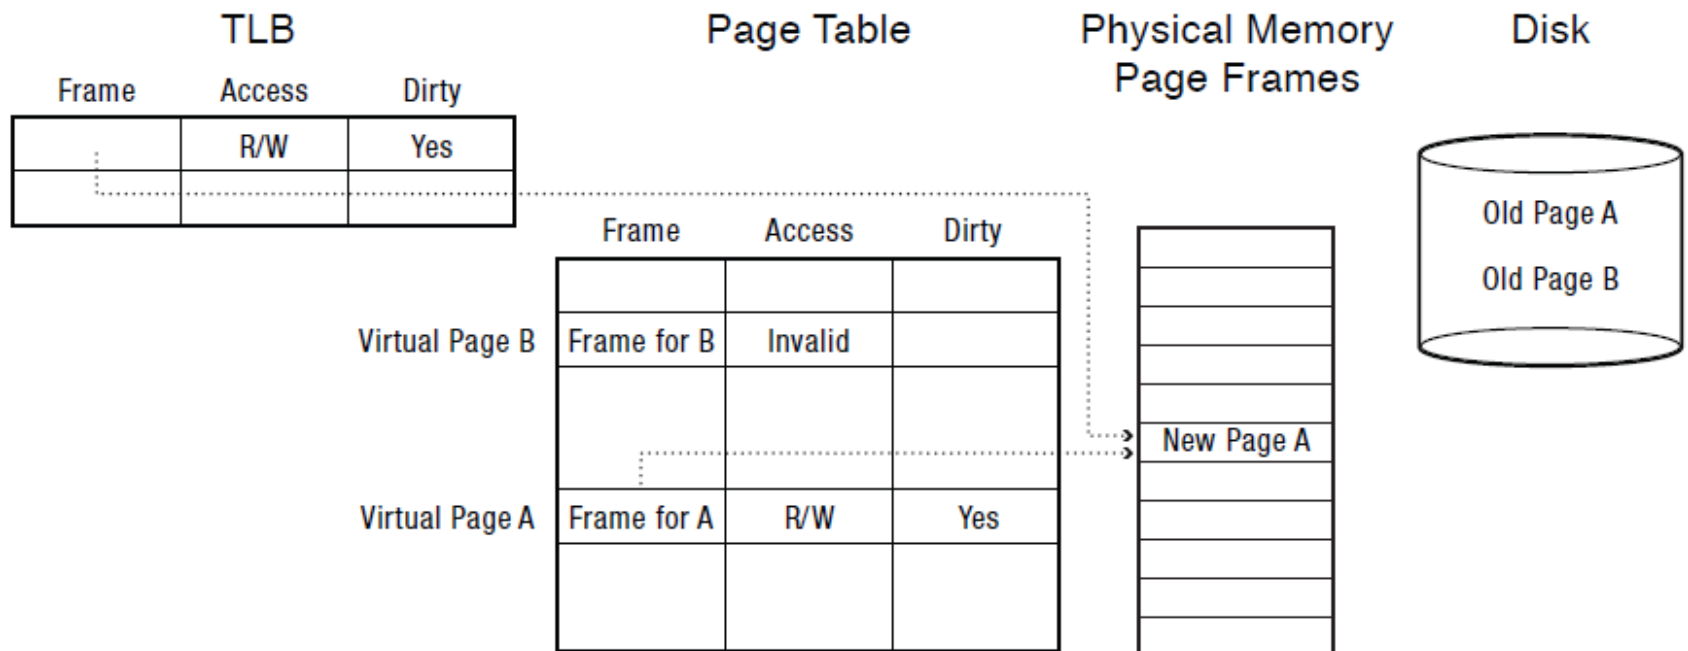 TLB
Page Table
Physical Memory
Page Frames
Disk
Frame Access Dirty
R/W Yes
Old Page A
Old Page B
Frame Access Dirty
Virtual Page B Frame for B Invalid
New Page A
Virtual Page A Frame for A R/W Yes